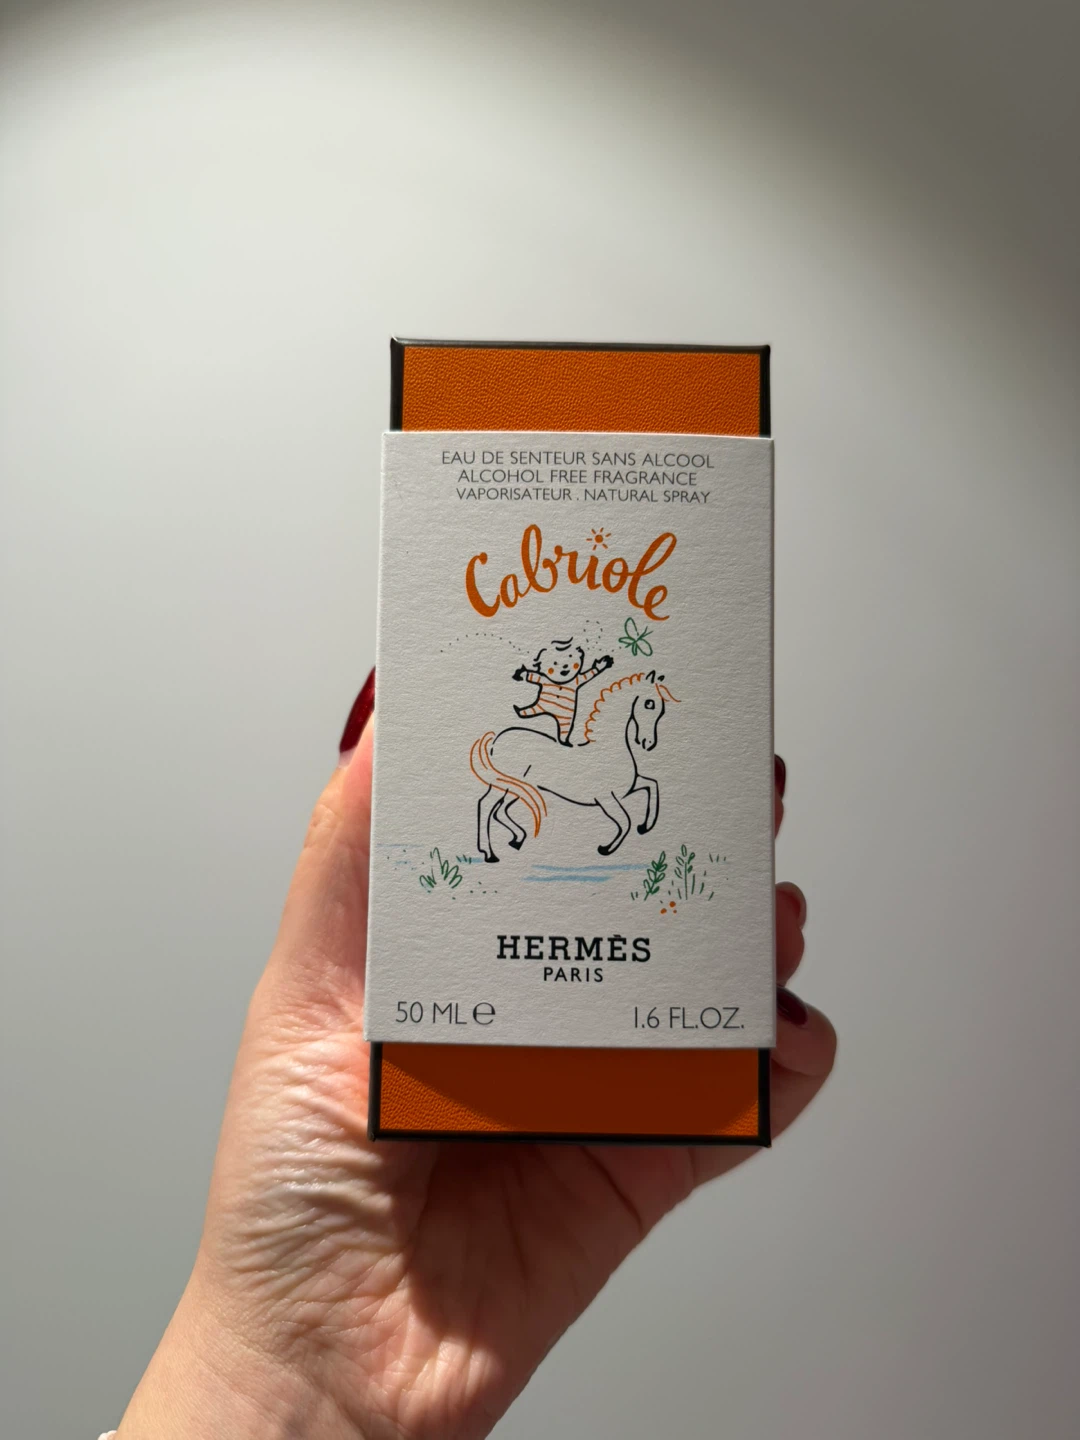 EAU DE SENTEUR SANS ALCOOL
ALCOHOL FREE FRAGRANCE
VAPORISATEUR . NATURAL SPRAY
Cabriole
HERMÈS
PARIS
50 ML ℮
1.6 FL.OZ.